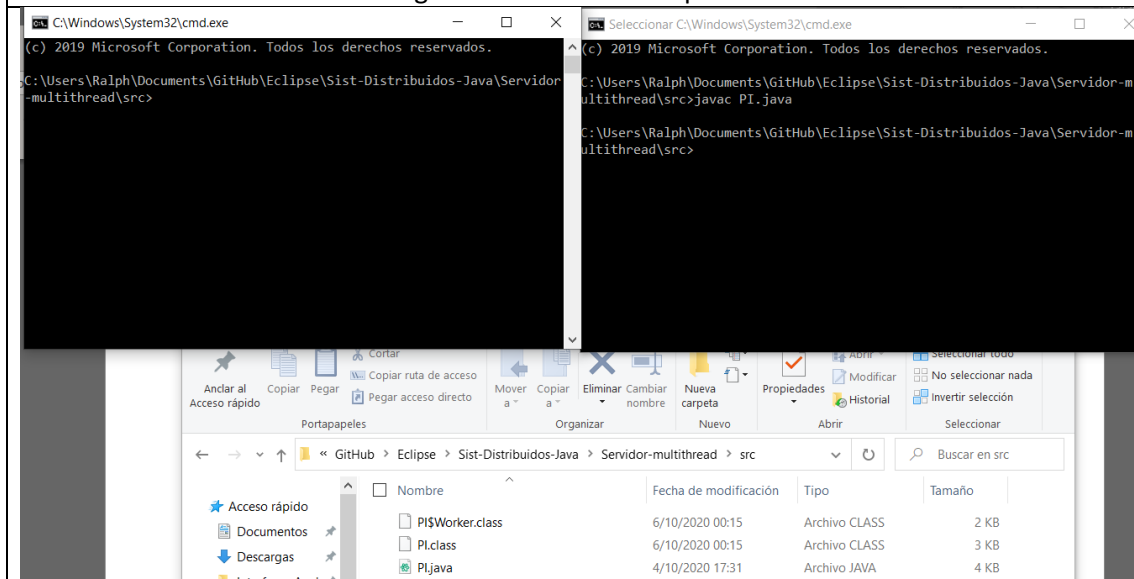 C:\Windows\System32\cmd.exe
(c) 2019 Microsoft Corporation. Todos los derechos reservados.
C:\Users\Ralph\Documents\GitHub\Eclipse\Sist-Distribuidos-Java\Servidor
-multithread\src>
Seleccionar C:\Windows\System32\cmd.exe
(c) 2019 Microsoft Corporation. Todos los derechos reservados.
C:\Users\Ralph\Documents\GitHub\Eclipse\Sist-Distribuidos-Java\Servidor-m
ultithread\src>javac PI.java
C:\Users\Ralph\Documents\GitHub\Eclipse\Sist-Distribuidos-Java\Servidor-m
ultithread\src>
Anclar al
Acceso rápido
Copiar
Pegar
Cortar
Copiar ruta de acceso
Pegar acceso directo
Portapapeles
Mover
a
Copiar
a
Eliminar
Cambiar
nombre
Organizar
Nueva
carpeta
Nuevo
Propiedades
Abrir
Modificar
Historial
Abrir
Seleccionar todo
No seleccionar nada
Invertir selección
Seleccionar
« GitHub > Eclipse > Sist-Distribuidos-Java > Servidor-multithread > src
Buscar en src
Acceso rápido
Documentos
Descargas
Nombre Fecha de modificación Tipo Tamaño
PI$Worker.class 6/10/2020 00:15 Archivo CLASS 2 KB
PI.class 6/10/2020 00:15 Archivo CLASS 3 KB
PI.java 4/10/2020 17:31 Archivo JAVA 4 KB